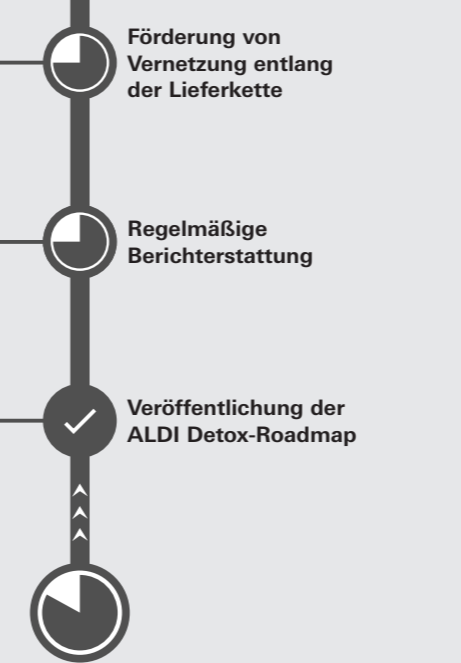 Förderung von
Vernetzung entlang
der Lieferkette
Regelmäßige
Berichterstattung
Veröffentlichung der
ALDI Detox-Roadmap